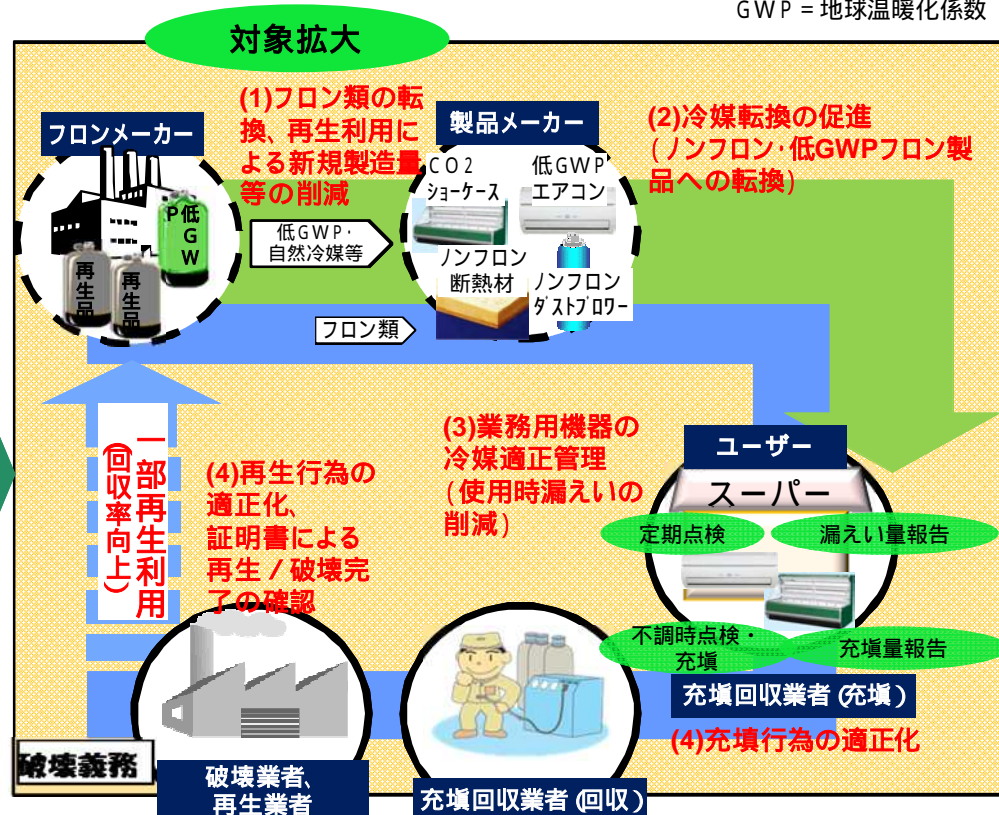 GWP=地球温暖化係数
対象拡大
フロンメーカー
(1)フロン類の転
換、再生利用に
よる新規製造量
等の削減
製品メーカー
(2)冷媒転換の促進
(ノンフロン・低GWPフロン製
品への転換)
CO2
ショーケース
低GWP
エアコン
P低
G
W
再生品
再生品
低GWP・
自然冷媒等
ノンフロン
断熱材
ノンフロン
ダストブロワー
フロン類
一部再生利用
(回収率向上)
(4)再生行為の
適正化、
証明書による
再生/破壊完
了の確認
(3)業務用機器の
冷媒適正管理
(使用時漏えいの
削減)
ユーザー
スーパー
定期点検
漏えい量報告
不調時点検・
充塡
充塡量報告
充塡回収業者(充塡)
(4)充填行為の適正化
破壊義務
破壊業者、
再生業者
充塡回収業者(回収)